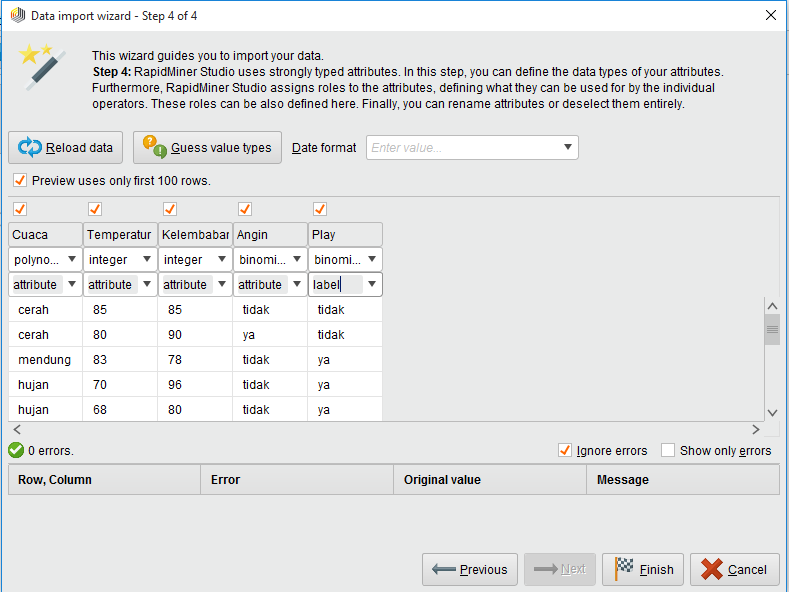 Data import wizard - Step 4 of 4
This wizard guides you to import your data.
Step 4: RapidMiner Studio uses strongly typed attributes. In this step, you can define the data types of your attributes.
Furthermore, RapidMiner Studio assigns roles to the attributes, defining what they can be used for by the individual
operators. These roles can be also defined here. Finally, you can rename attributes or deselect them entirely.
Reload data Guess value types Date format Enter value...
Preview uses only first 100 rows.
Cuaca Temperatur Kelembabar Angin Play
polyno... integer integer binomi... binomi...
attribute attribute attribute attribute label
cerah 85 85 tidak tidak
cerah 80 90 ya tidak
mendung 83 78 tidak ya
hujan 70 96 tidak ya
hujan 68 80 tidak ya
0 errors. Ignore errors Show only errors
Row, Column Error Original value Message
Previous Next Finish Cancel